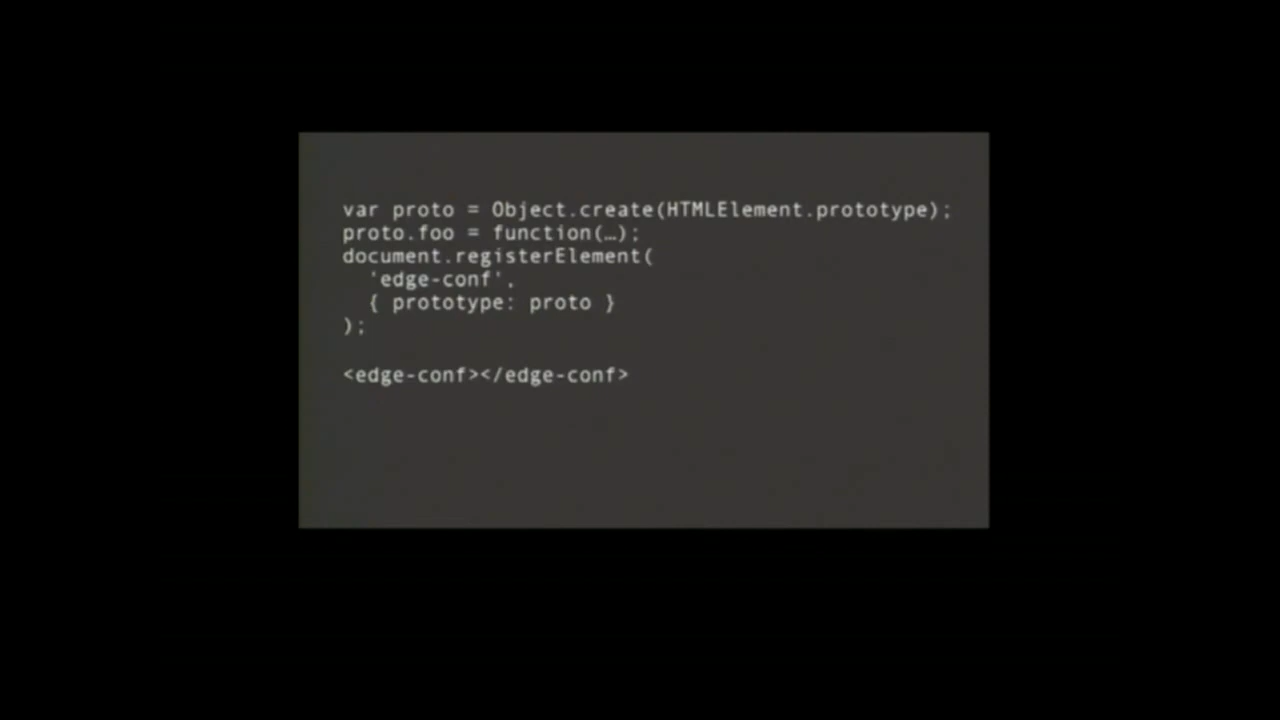 var proto = Object.create(HTMLElement.prototype);
proto.foo = function(…);
document.registerElement(
  'edge-conf',
  { prototype: proto }
);
<edge-conf></edge-conf>